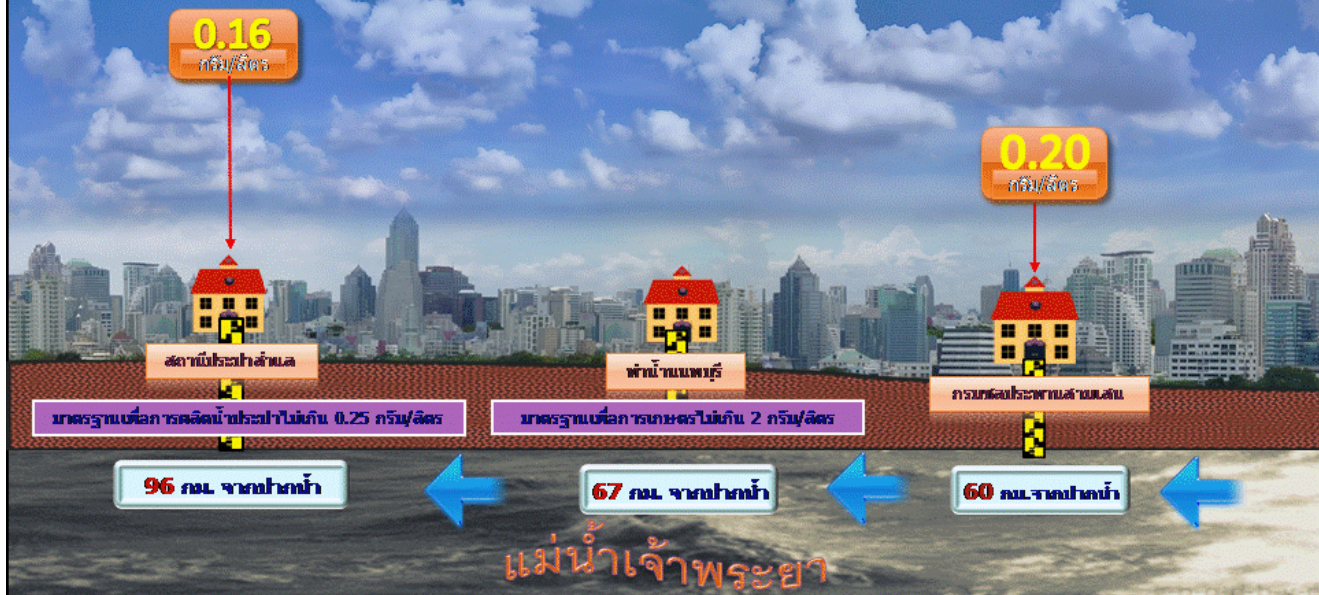 0.16
กรัม/ลิตร
0.20
กรัม/ลิตร
สถานีประปาสำแล
ท่าน้ำนนทบุรี
กรมชลประทานสามเสน
มาตรฐานเพื่อการผลิตน้ำประปาไม่เกิน 0.25 กรัม/ลิตร
มาตรฐานเพื่อการเกษตรไม่เกิน 2 กรัม/ลิตร
96 กม. จากปากน้ำ
67 กม. จากปากน้ำ
60 กม.จากปากน้ำ
แม่น้ำเจ้าพระยา